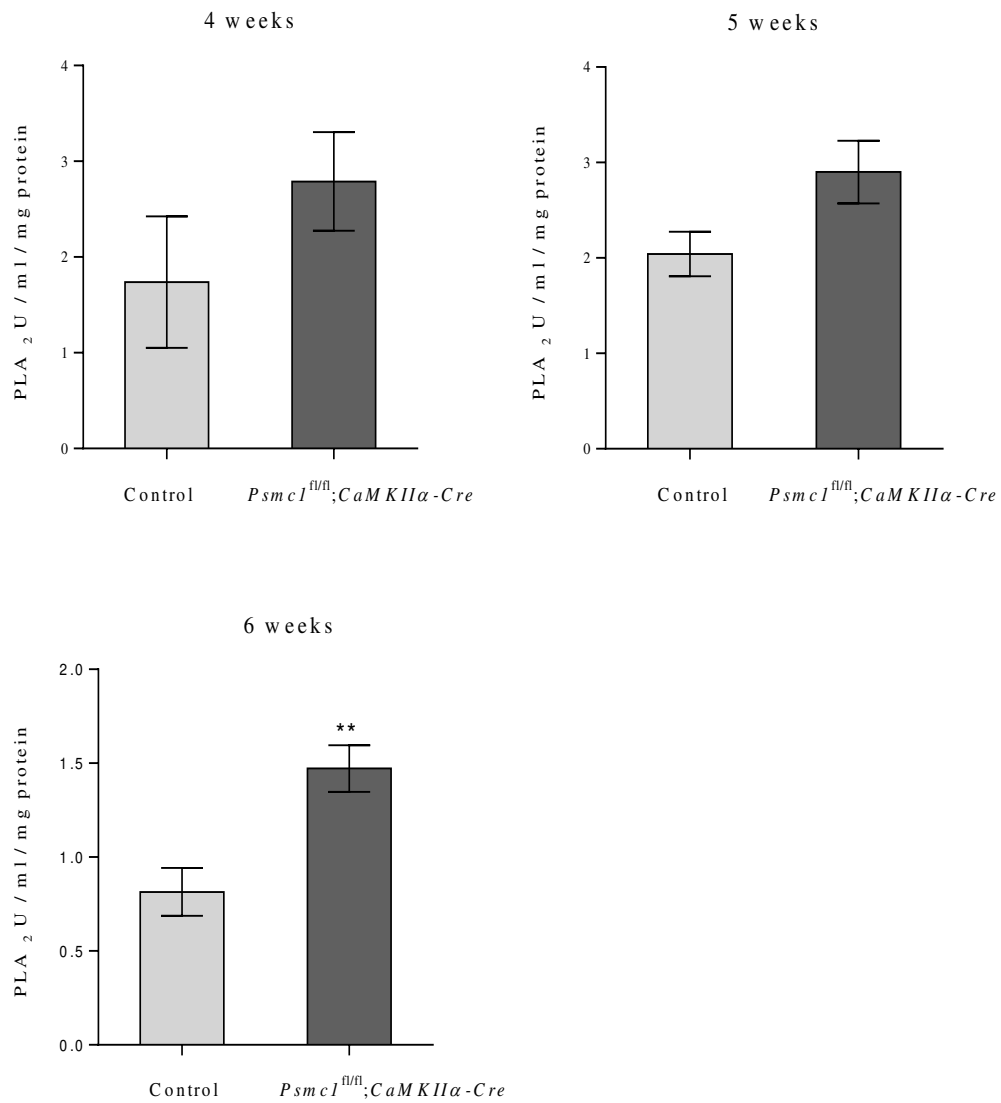 4 weeks
PLA 2 U / ml / mg protein
4
3
2
1
0
Control
Psmc1fl/fl;CaMKIIα-Cre
5 weeks
PLA 2 U / ml / mg protein
4
3
2
1
0
Control
Psmc1fl/fl;CaMKIIα-Cre
6 weeks
PLA 2 U / ml / mg protein
2.0
1.5
1.0
0.5
0.0
**
Control
Psmc1fl/fl;CaMKIIα-Cre